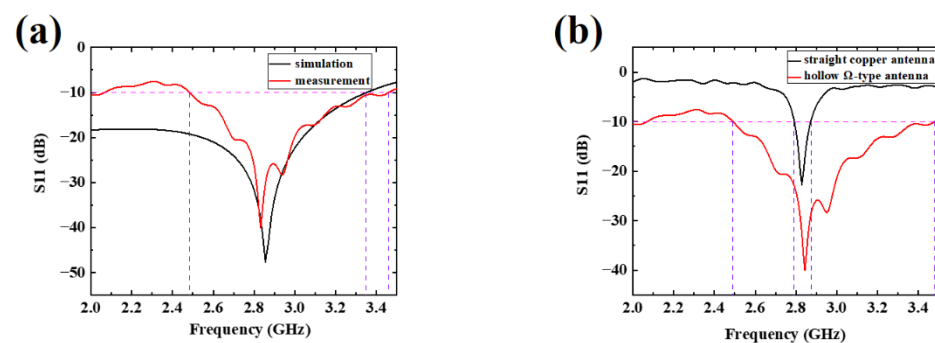 (a)
S11 (dB)
0
-10
-20
-30
-40
-50
simulation
measurement
2.0 2.2 2.4 2.6 2.8 3.0 3.2 3.4
Frequency (GHz)
(b)
S11 (dB)
0
-10
-20
-30
-40
straight copper antenna
hollow Ω-type antenna
2.0 2.2 2.4 2.6 2.8 3.0 3.2 3.4
Frequency (GHz)